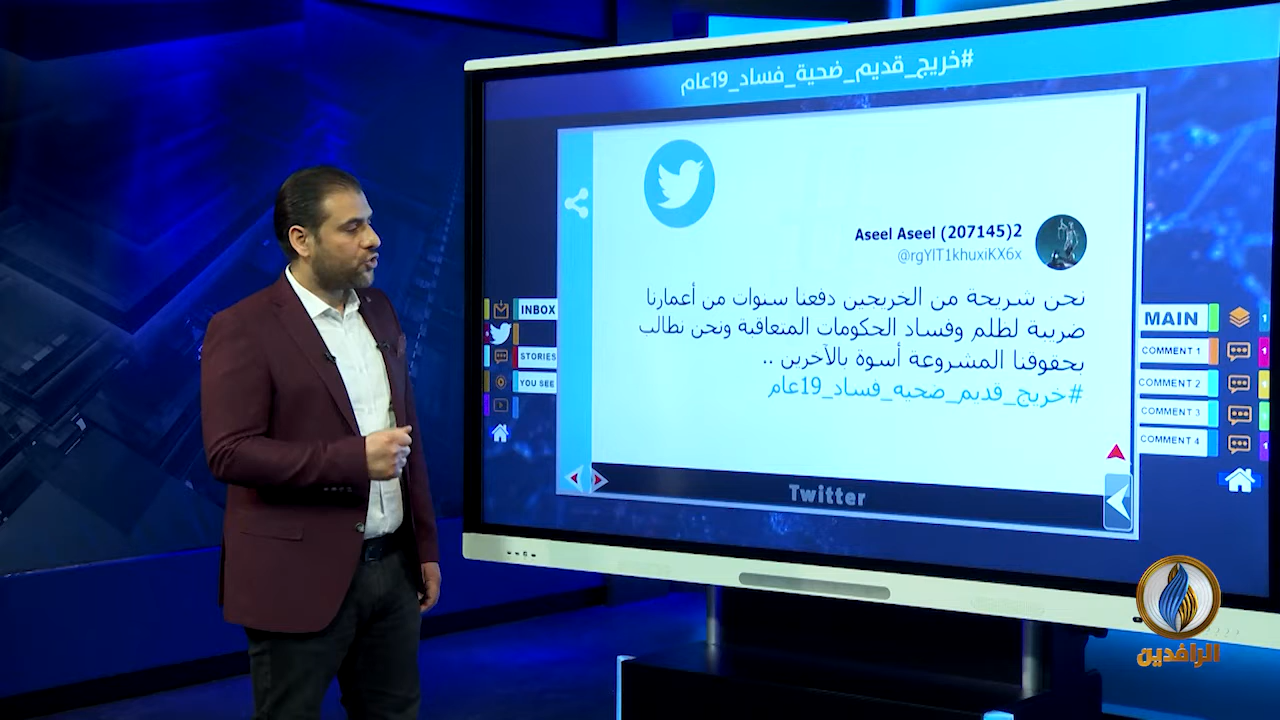 #خريج_قديم_ضحية_فساد_19عام
Aseel Aseel (207145)2
@rgYlT1khuxiKX6x
نحن شريحة من الخريجين دفعنا سنوات من أعمارنا
ضريبة لظلم وفساد الحكومات المتعاقبة ونحن نطالب
بحقوقنا المشروعة أسوة بالآخرين ..
#خريج_قديم_ضحيه_فساد_19عام
Twitter
INBOX
STORIES
YOU SEE
MAIN
COMMENT 1
COMMENT 2
COMMENT 3
COMMENT 4
الرافدين